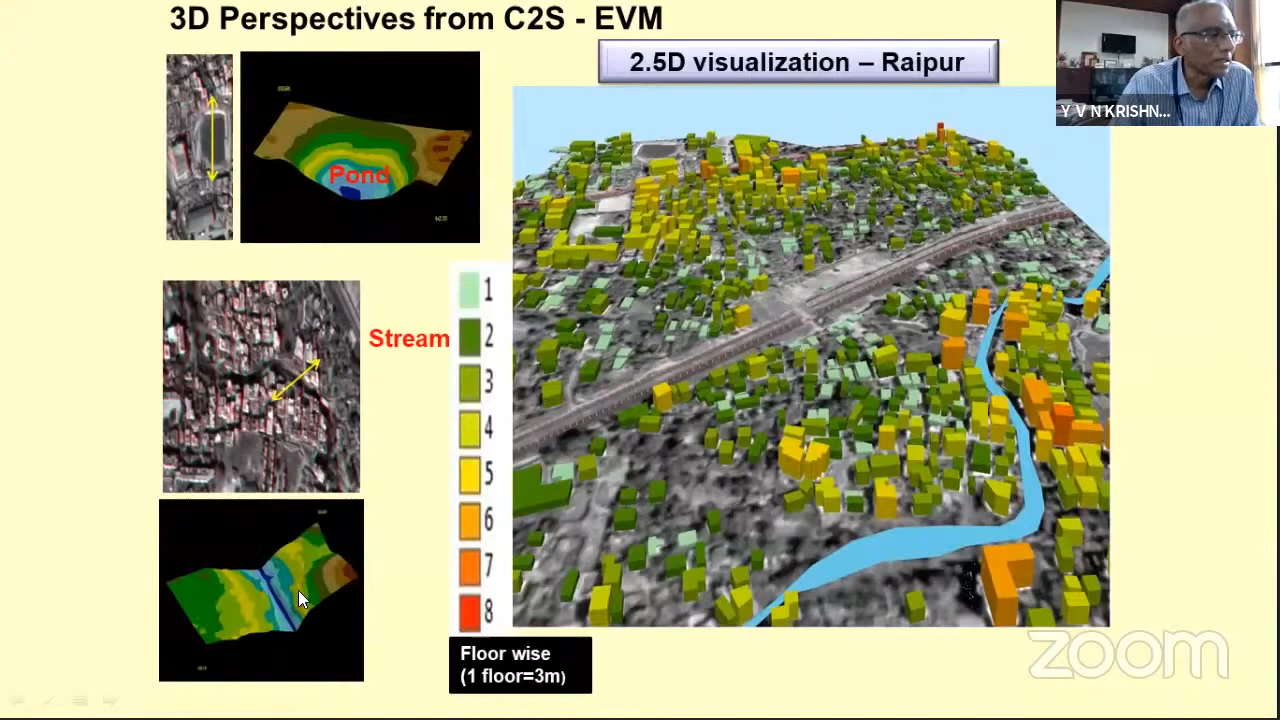 3D Perspectives from C2S - EVM
2.5D visualization – Raipur
Y V N KRISHN...
Pond
Stream
1
2
3
4
5
6
7
8
Floor wise
(1 floor=3m)
zoom